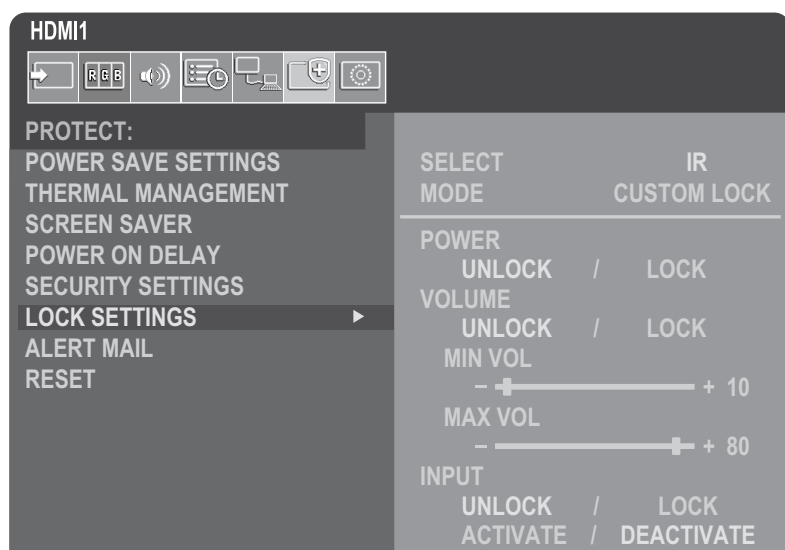 HDMI1
R G B
PROTECT:
POWER SAVE SETTINGS
THERMAL MANAGEMENT
SCREEN SAVER
POWER ON DELAY
SECURITY SETTINGS
LOCK SETTINGS
ALERT MAIL
RESET
SELECT IR
MODE CUSTOM LOCK
POWER
UNLOCK / LOCK
VOLUME
UNLOCK / LOCK
MIN VOL
− + 10
MAX VOL
− + 80
INPUT
UNLOCK / LOCK
ACTIVATE / DEACTIVATE